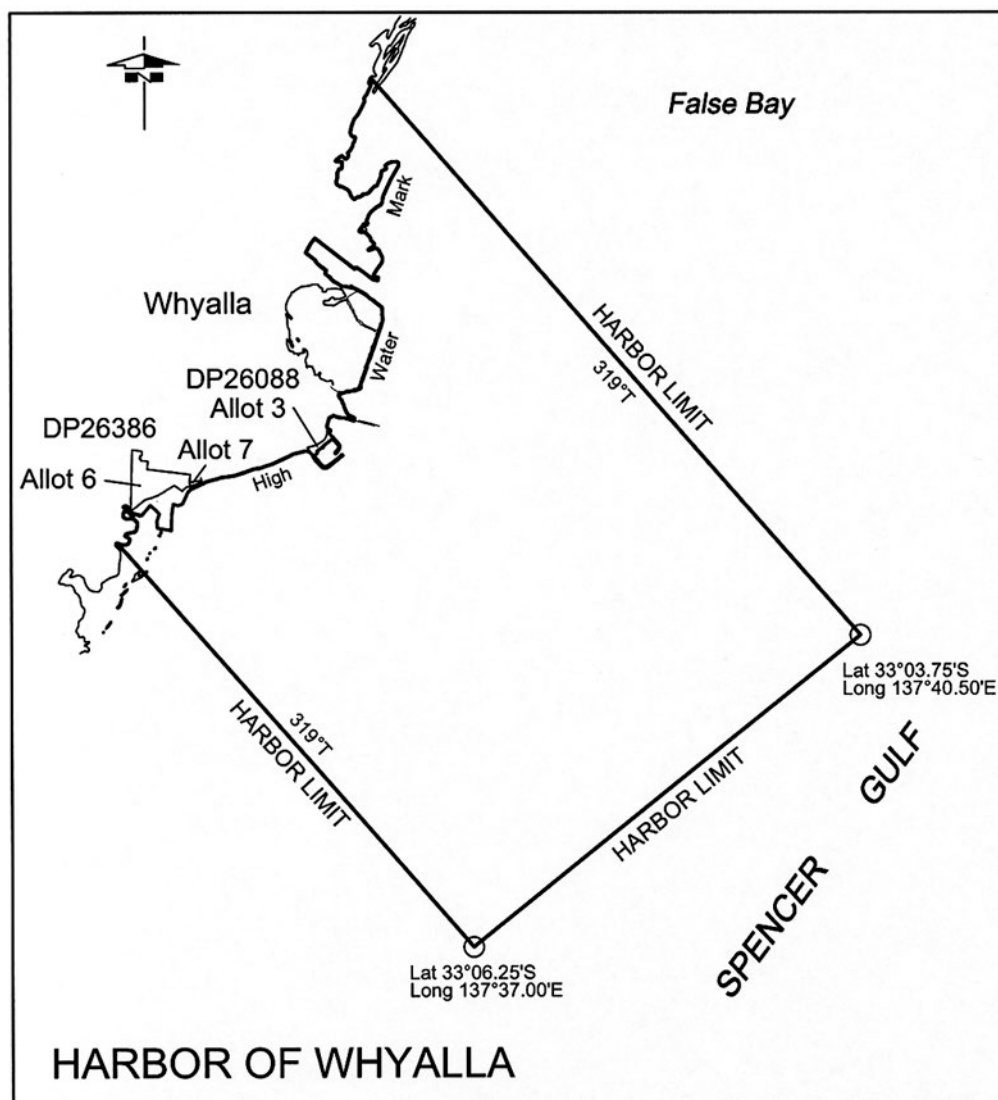 N
False Bay
Mark
Whyalla
Water
HARBOR LIMIT
319°T
DP26088
Allot 3
DP26386
Allot 7
Allot 6
High
Lat 33°03.75'S
Long 137°40.50'E
319°T
HARBOR LIMIT
HARBOR LIMIT
SPENCER GULF
Lat 33°06.25'S
Long 137°37.00'E
HARBOR OF WHYALLA